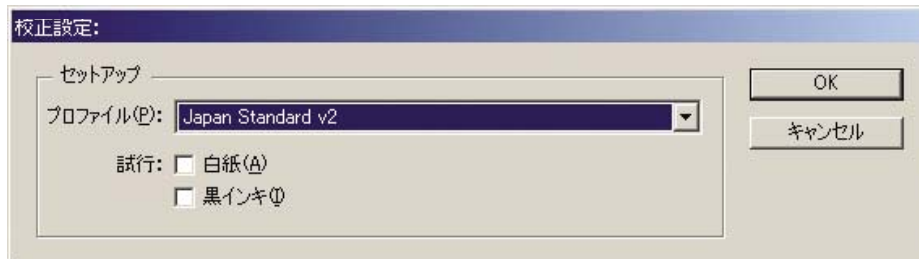 校正設定:
セットアップ
プロファイル(P): Japan Standard v2
試行: 白紙(A)
黒インキ(I)
OK
キャンセル